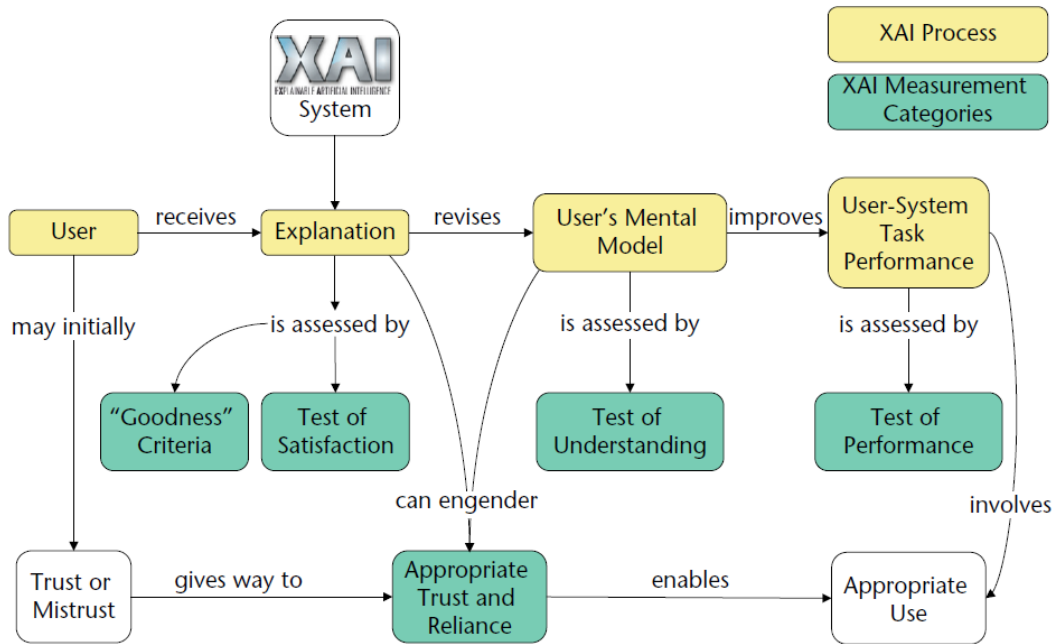 XAI
EXPLAINABLE ARTIFICIAL INTELLIGENCE
System
XAI Process
XAI Measurement
Categories
User
receives
Explanation
revises
User’s Mental
Model
improves
User-System
Task
Performance
may initially
is assessed by
is assessed by
is assessed by
“Goodness”
Criteria
Test of
Satisfaction
Test of
Understanding
Test of
Performance
can engender
involves
Trust or
Mistrust
gives way to
Appropriate
Trust and
Reliance
enables
Appropriate
Use